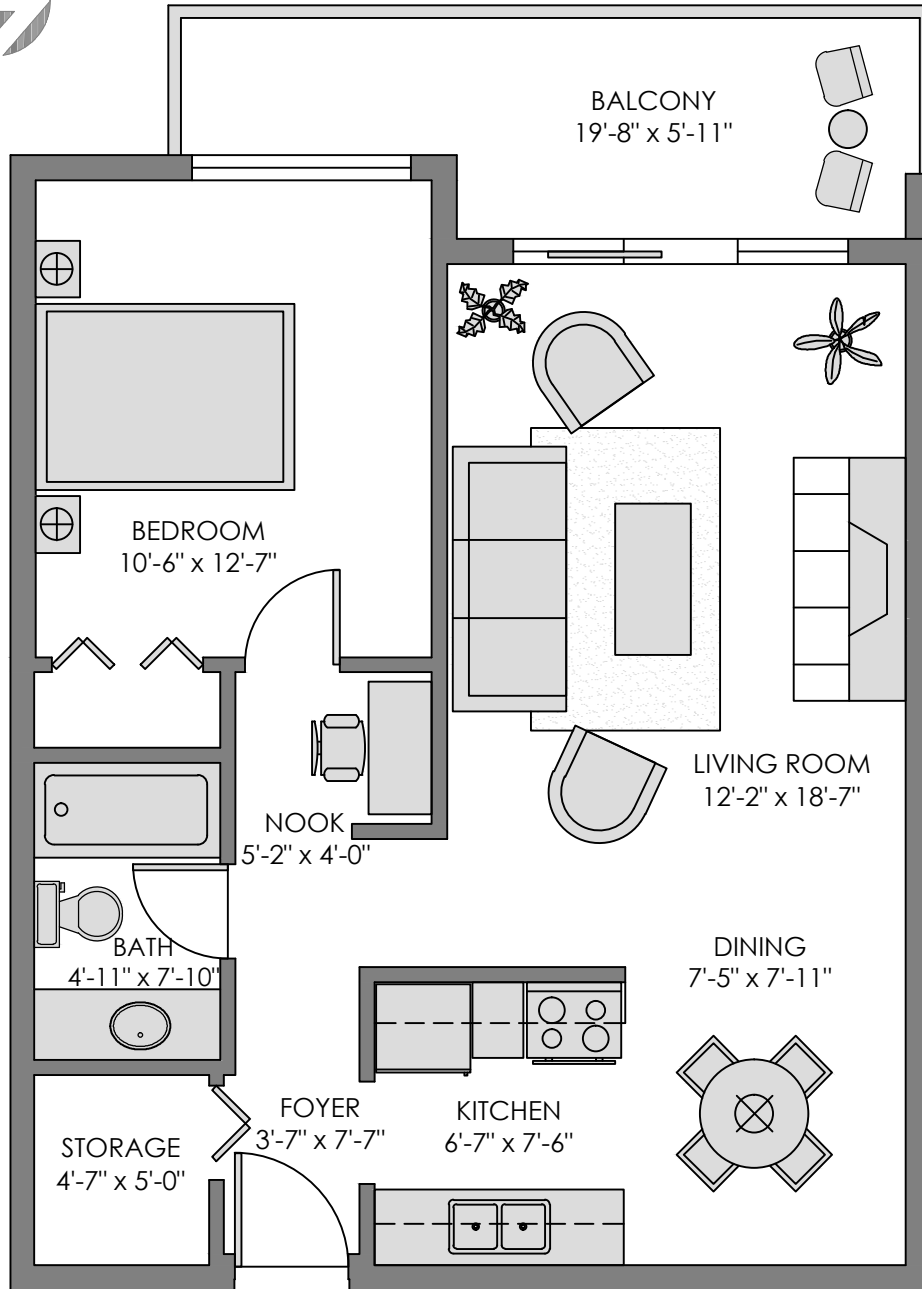 BALCONY
19'-8" x 5'-11"
BEDROOM
10'-6" x 12'-7"
LIVING ROOM
12'-2" x 18'-7"
NOOK
5'-2" x 4'-0"
BATH
4'-11" x 7'-10"
DINING
7'-5" x 7'-11"
FOYER
3'-7" x 7'-7"
KITCHEN
6'-7" x 7'-6"
STORAGE
4'-7" x 5'-0"